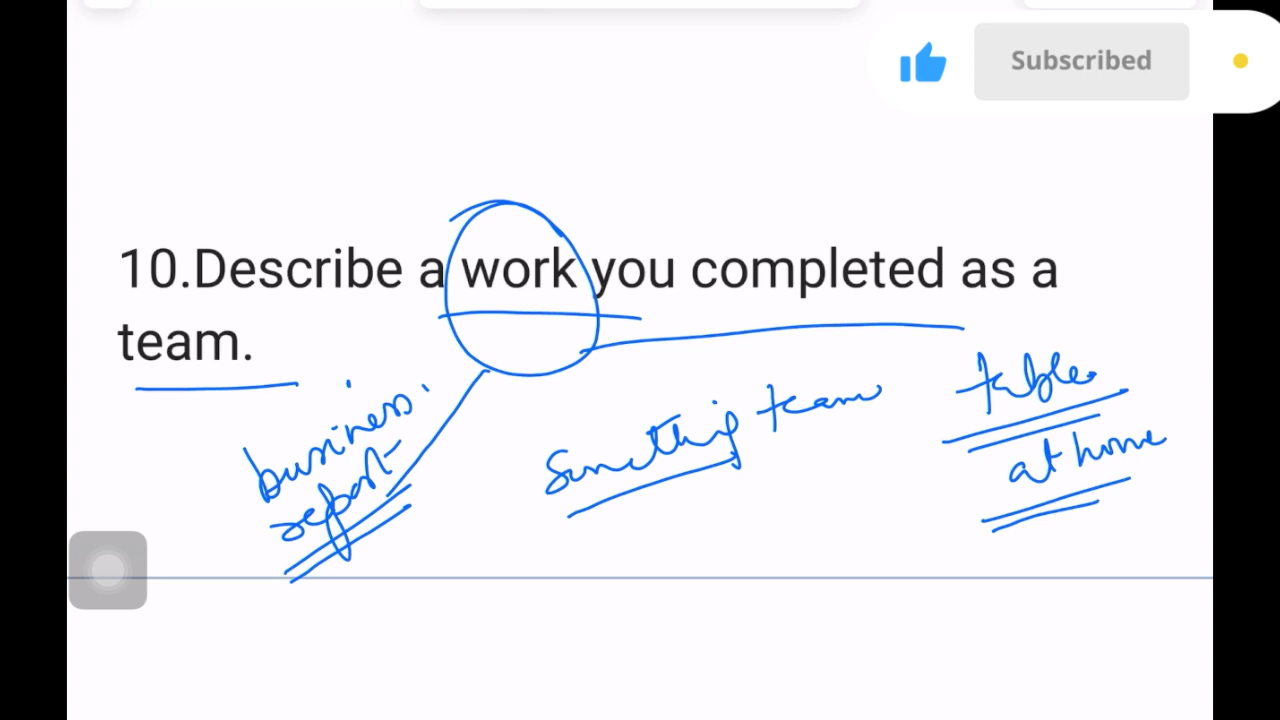 Subscribed
10.Describe a work you completed as a
team.
business
report
Something team
table
at home